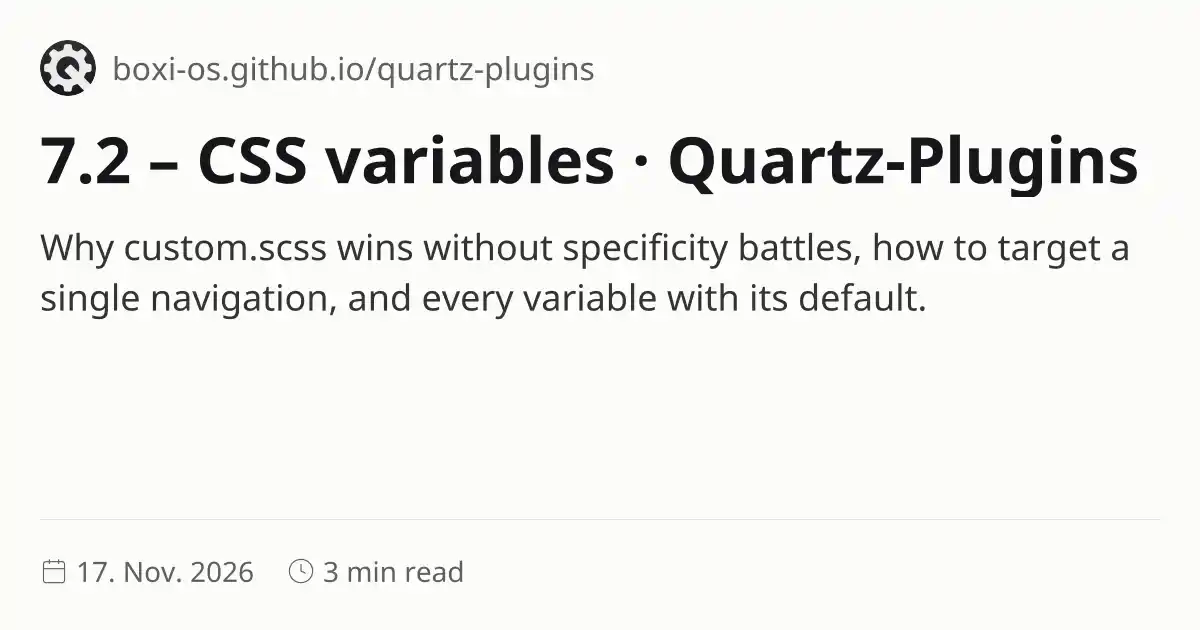 boxi-os.github.io/quartz-plugins
7.2 – CSS variables · Quartz-Plugins
Why custom.scss wins without specificity battles, how to target a
single navigation, and every variable with its default.
17. Nov. 2026 3 min read